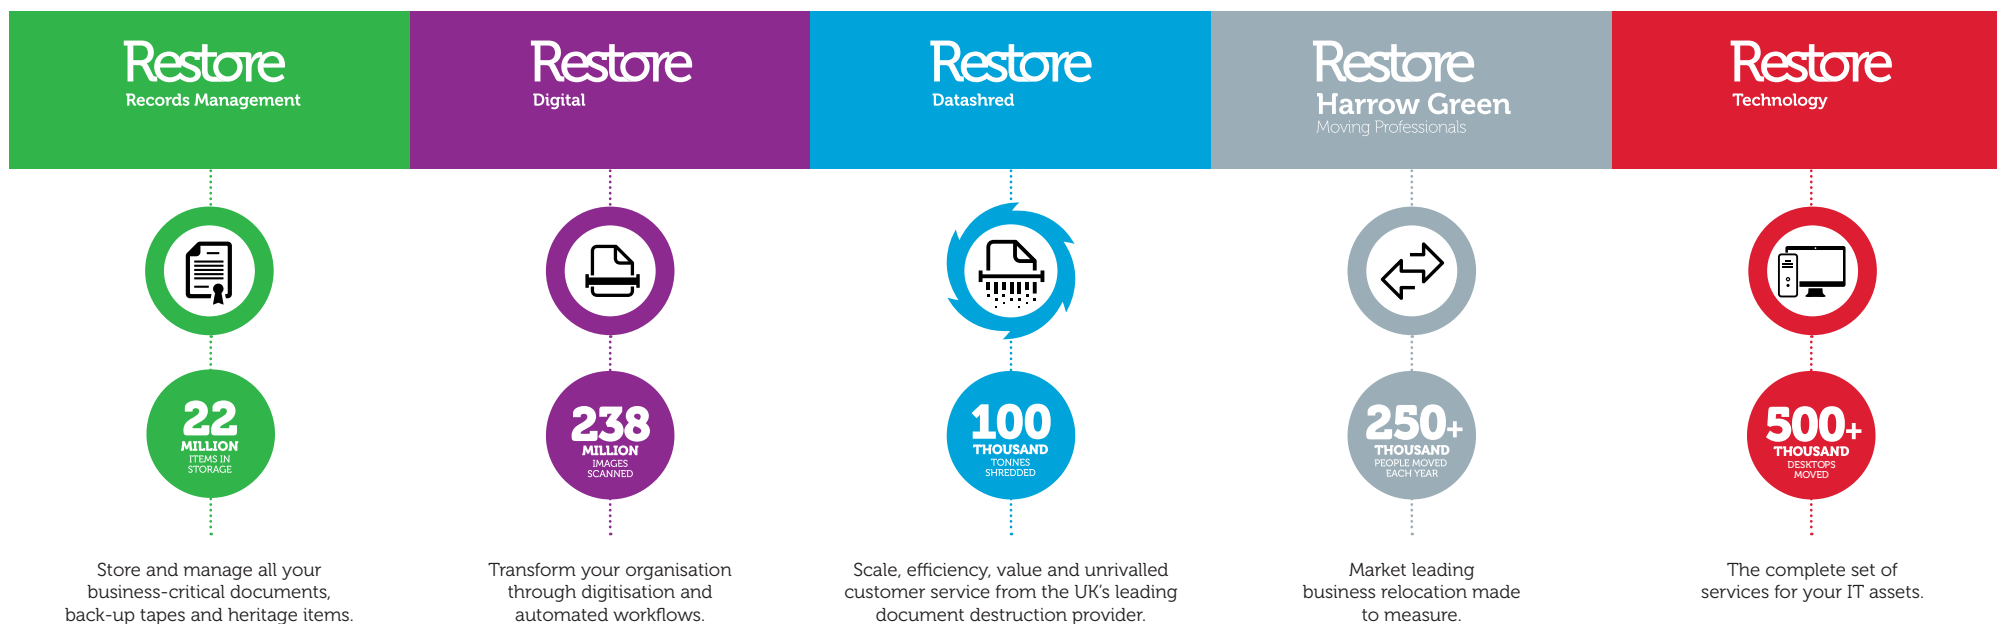 Restore
Records Management
22
MILLION
ITEMS IN
STORAGE
Store and manage all your
business-critical documents,
back-up tapes and heritage items.
Restore
Digital
238
MILLION
IMAGES
SCANNED
Transform your organisation
through digitisation and
automated workflows.
Restore
Datashred
100
THOUSAND
TONNES
SHREDDED
Scale, efficiency, value and unrivalled
customer service from the UK's leading
document destruction provider.
Restore
Harrow Green
Moving Professionals
250+
THOUSAND
PEOPLE MOVED
EACH YEAR
Market leading
business relocation made
to measure.
Restore
Technology
500+
THOUSAND
DESKTOPS
MOVED
The complete set of
services for your IT assets.